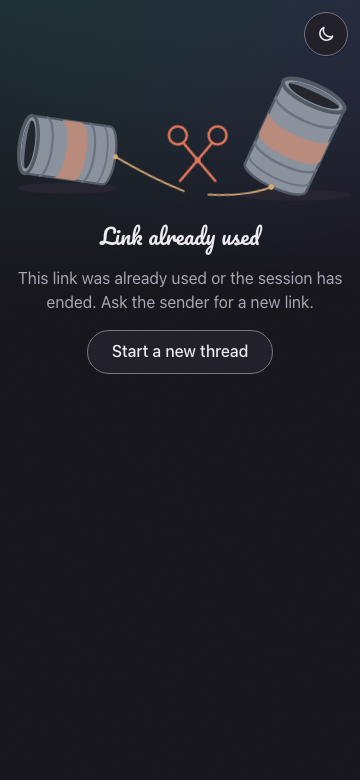 Link already used
This link was already used or the session has
ended. Ask the sender for a new link.
Start a new thread